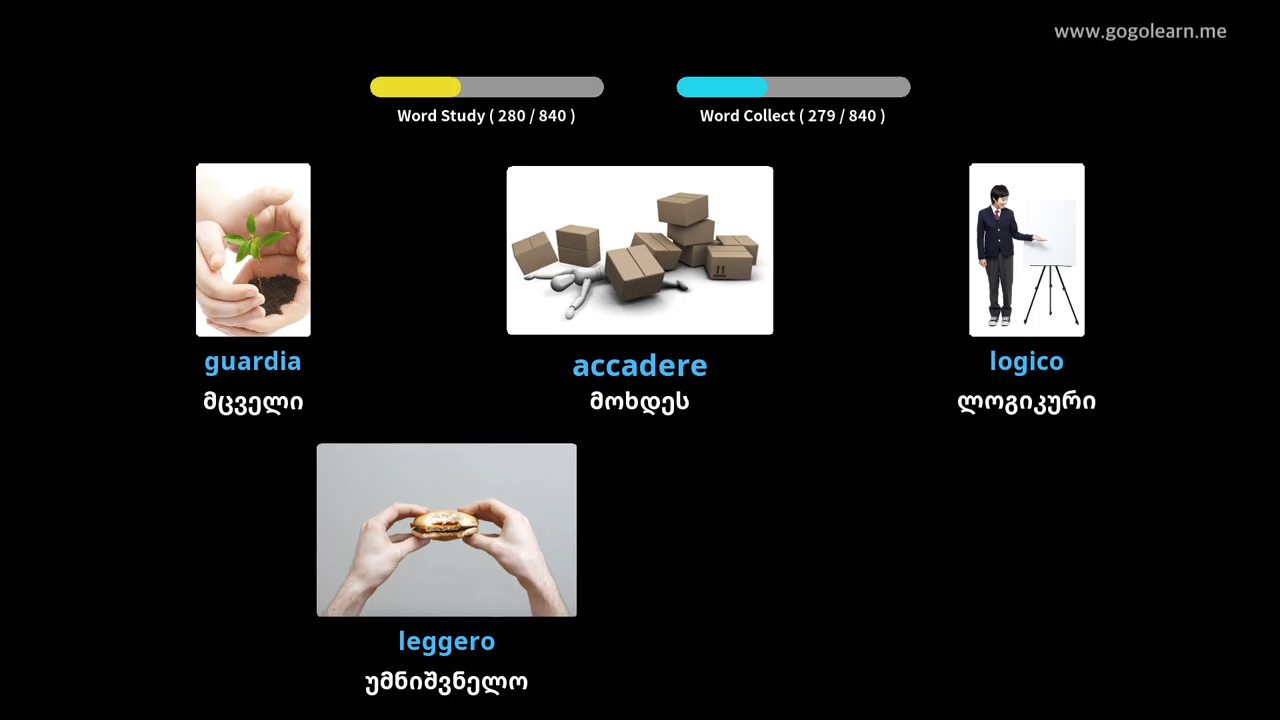 www.gogolearn.me
Word Study ( 280 / 840 )
Word Collect ( 279 / 840 )
guardia
მცველი
accadere
მოხდეს
logico
ლოგიკური
leggero
უმნიშვნელო